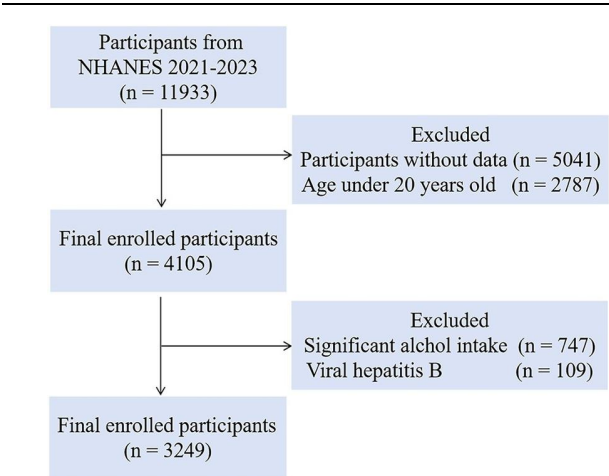 Participants from
NHANES 2021-2023
(n = 11933)
Excluded
Participants without data (n = 5041)
Age under 20 years old (n = 2787)
Final enrolled participants
(n = 4105)
Excluded
Significant alchol intake (n = 747)
Viral hepatitis B (n = 109)
Final enrolled participants
(n = 3249)